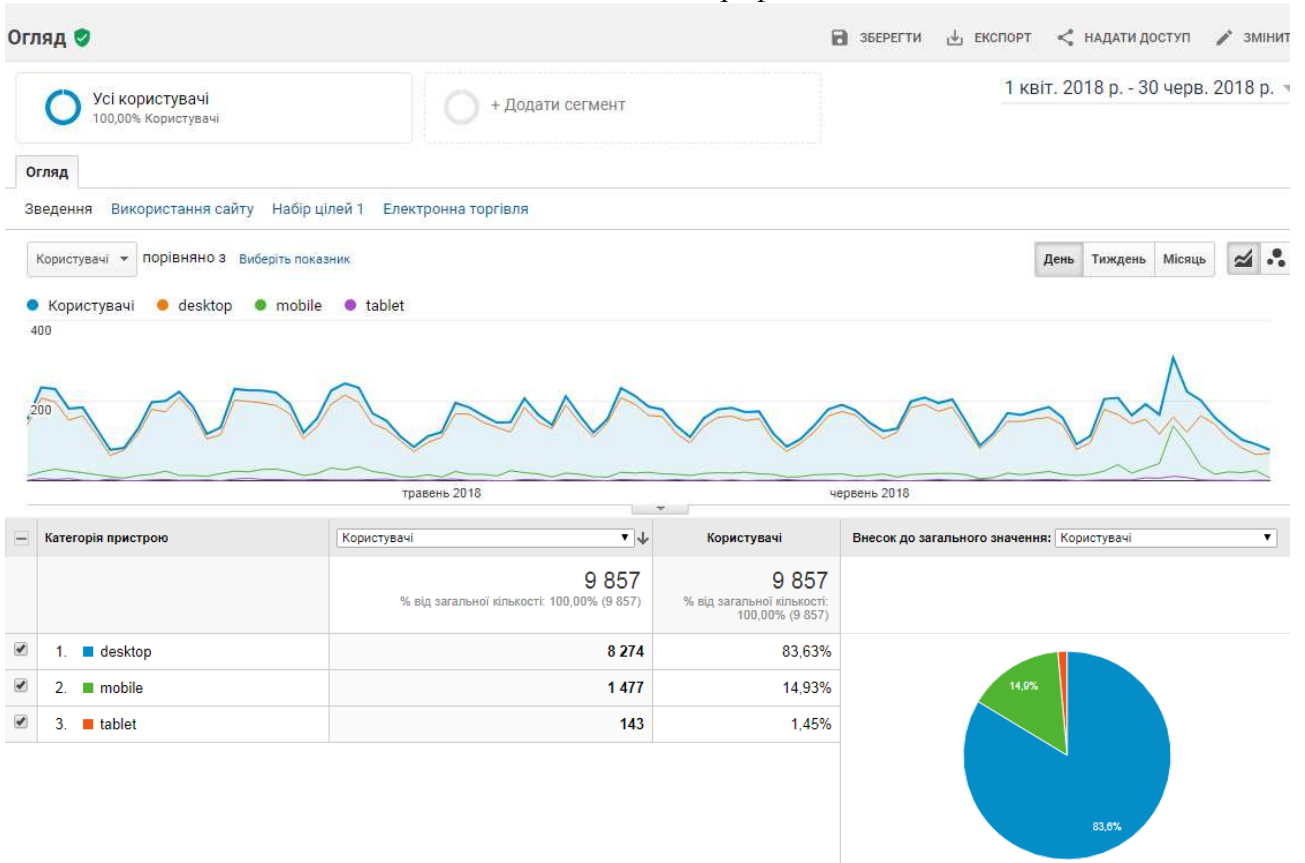 Огляд
ЗБЕРЕГТИ ЕКСПОРТ НАДАТИ ДОСТУП ЗМІНИТ
Усі користувачі
100,00% Користувачі
+ Додати сегмент
1 квіт. 2018 р. - 30 черв. 2018 р.
Огляд
Зведення Використання сайту Набір цілей 1 Електронна торгівля
Користувачі порівняно з Виберіть показник
День Тиждень Місяць
Користувачі desktop mobile tablet
400
200
травень 2018 червень 2018
Категорія пристрою Користувачі Користувачі Внесок до загального значення: Користувачі
9 857 9 857
% від загальної кількості: 100,00% (9 857) % від загальної кількості:
100,00% (9 857)
1. desktop 8 274 83,63%
2. mobile 1 477 14,93%
3. tablet 143 1,45%
14,9%
83,6%